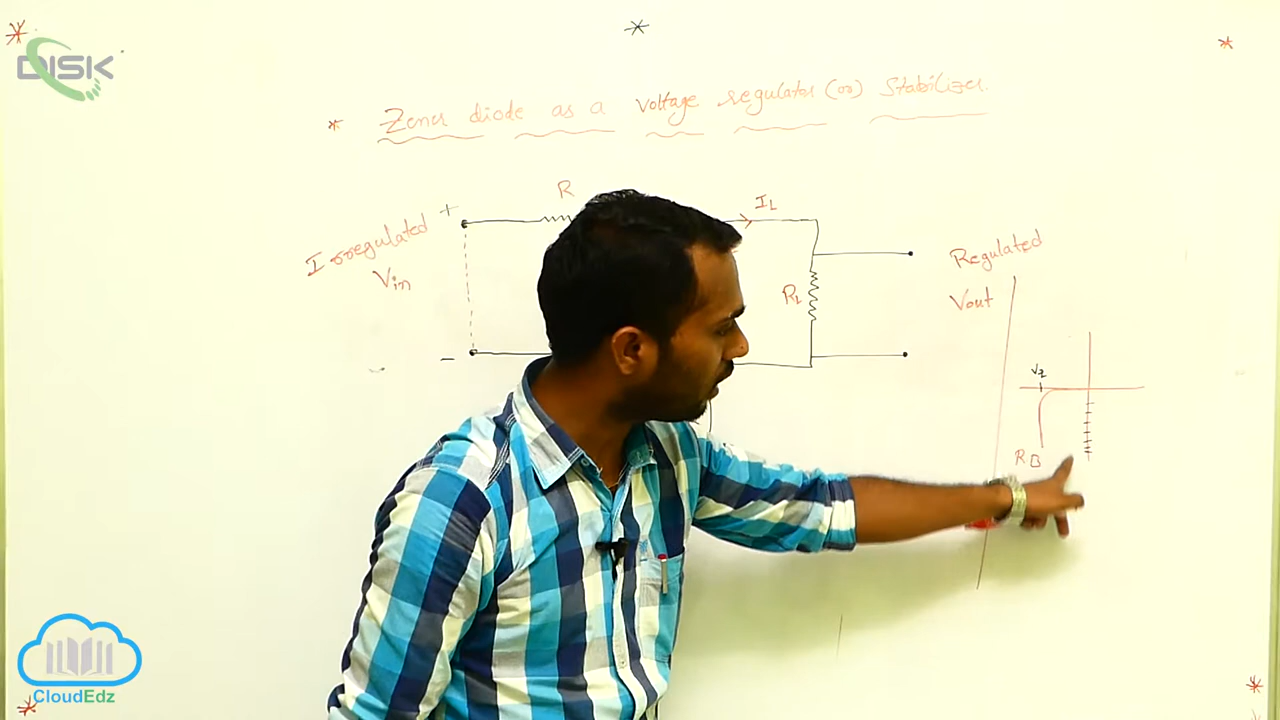 DISK
* Zener diode as a voltage regulator (or) Stabilizer.
R
IL
+
Irregulated
Vin
-
RL
Regulated
Vout
Vz
RB
CloudEdz